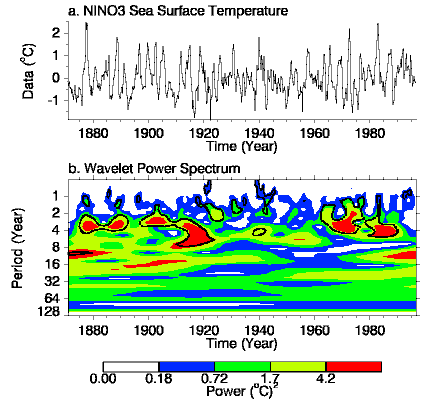 a. NINO3 Sea Surface Temperature
Data (°C)
2
1
0
-1
1880 1900 1920 1940 1960 1980
Time (Year)
b. Wavelet Power Spectrum
Period (Year)
1
2
4
8
16
32
64
128
1880 1900 1920 1940 1960 1980
Time (Year)
0.00 0.18 0.72 1.7 4.2
Power (°C)²